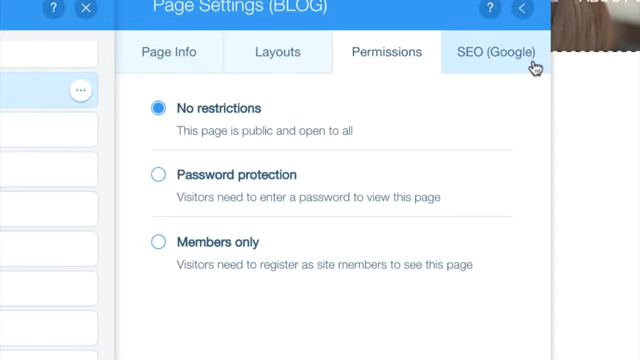 Page Settings (BLOG)
?
?
Page Info
Layouts
Permissions
SEO (Google)
No restrictions
This page is public and open to all
Password protection
Visitors need to enter a password to view this page
Members only
Visitors need to register as site members to see this page